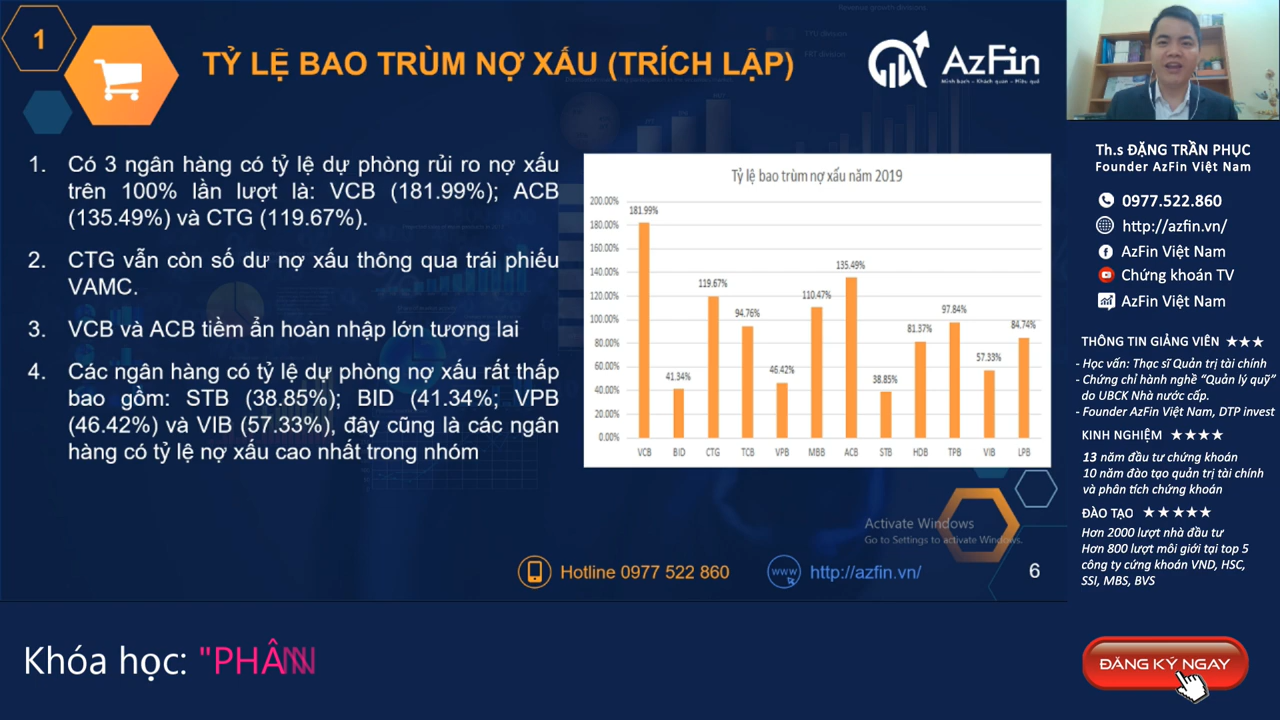 1
TỶ LỆ BAO TRÙM NỢ XẤU (TRÍCH LẬP)
AzFin
Minh bạch – Khách quan – Hiệu quả
1. Có 3 ngân hàng có tỷ lệ dự phòng rủi ro nợ xấu
trên 100% lần lượt là: VCB (181.99%); ACB
(135.49%) và CTG (119.67%).
2. CTG vẫn còn số dư nợ xấu thông qua trái phiếu
VAMC.
3. VCB và ACB tiềm ẩn hoàn nhập lớn tương lai
4. Các ngân hàng có tỷ lệ dự phòng nợ xấu rất thấp
bao gồm: STB (38.85%); BID (41.34%; VPB
(46.42%) và VIB (57.33%), đây cũng là các ngân
hàng có tỷ lệ nợ xấu cao nhất trong nhóm
Tỷ lệ bao trùm nợ xấu năm 2019
200.00%
180.00%
160.00%
140.00%
120.00%
100.00%
80.00%
60.00%
40.00%
20.00%
0.00%
181.99%
41.34%
119.67%
94.76%
46.42%
110.47%
135.49%
38.85%
81.37%
97.84%
57.33%
84.74%
VCB BID CTG TCB VPB MBB ACB STB HDB TPB VIB LPB
Activate Windows
Go to Settings to activate Windows.
Hotline 0977 522 860
www
http://azfin.vn/
6
Th.s ĐẶNG TRẦN PHỤC
Founder AzFin Việt Nam
0977.522.860
http://azfin.vn/
AzFin Việt Nam
Chứng khoán TV
AzFin Việt Nam
THÔNG TIN GIẢNG VIÊN ★★★
- Học vấn: Thạc sĩ Quản trị tài chính
- Chứng chỉ hành nghề “Quản lý quỹ”
do UBCK Nhà nước cấp.
- Founder AzFin Việt Nam, DTP invest
KINH NGHIỆM ★★★★
13 năm đầu tư chứng khoán
10 năm đào tạo quản trị tài chính
và phân tích chứng khoán
ĐÀO TẠO ★★★★★
Hơn 2000 lượt nhà đầu tư
Hơn 800 lượt môi giới tại top 5
công ty cứng khoán VND, HSC,
SSI, MBS, BVS
Khóa học: "PHÂN
ĐĂNG KÝ NGAY